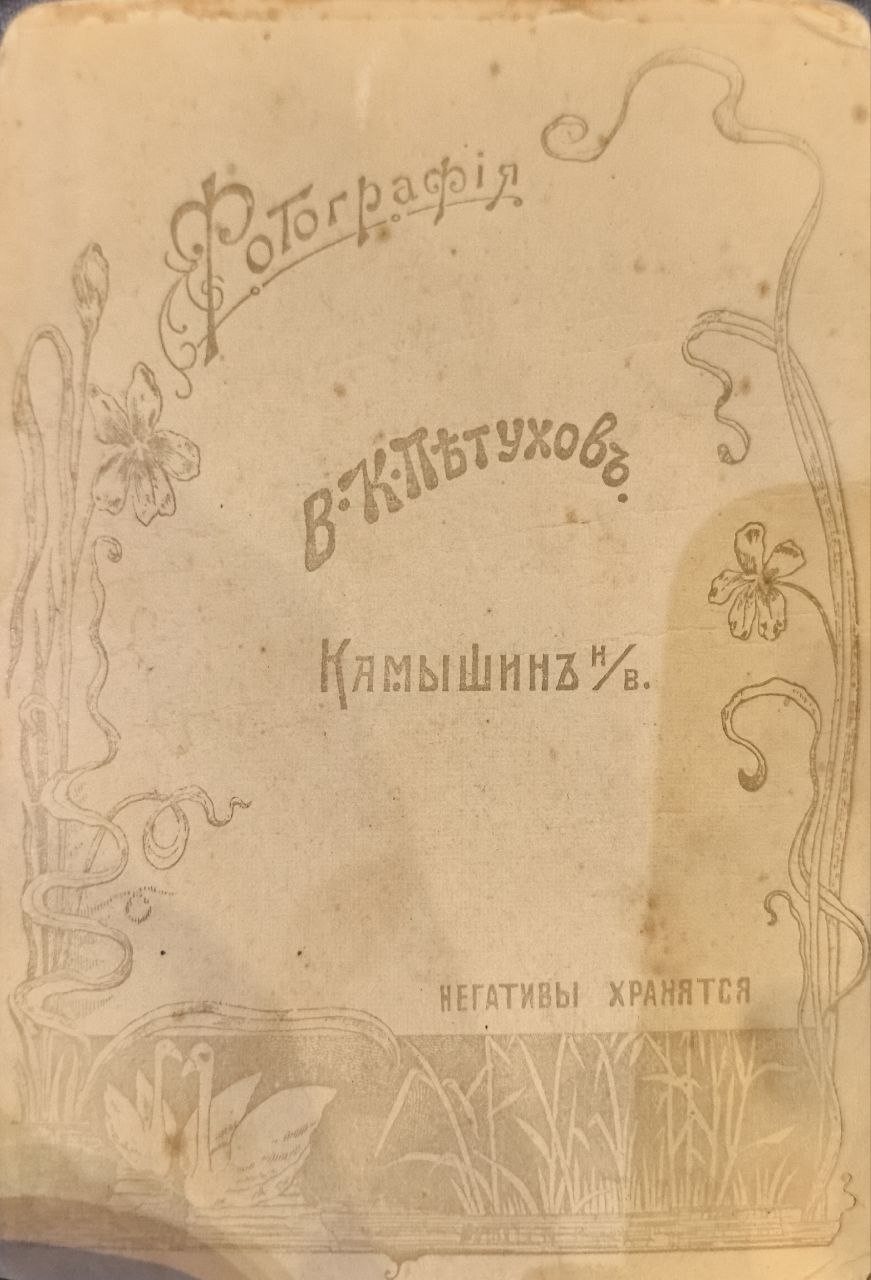 Фотографія
В.К.Пѣтуховъ.
Камышинъ н/в.
НЕГАТИВЫ ХРАНЯТСЯ